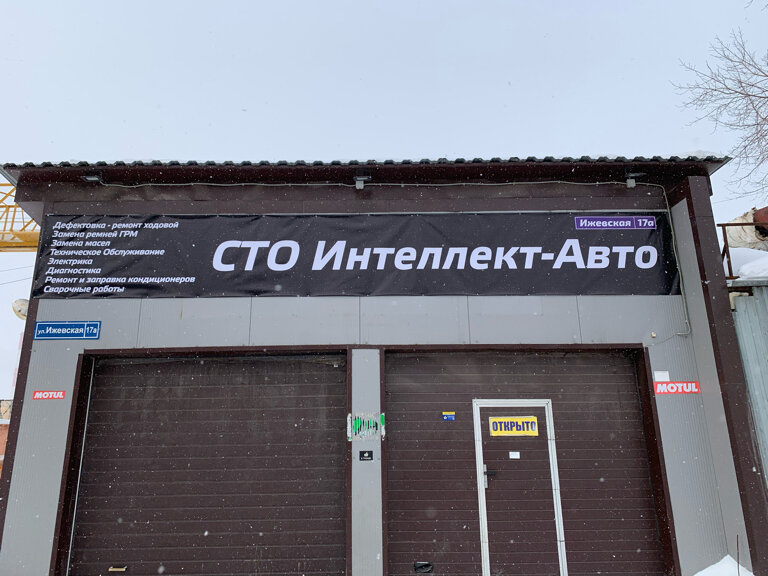 Дефектовка - ремонт ходовой
Замена ремней ГРМ
Замена масел
Техническое Обслуживание
Электрика
Диагностика
Ремонт и заправка кондиционеров
Сварочные работы
СТО Интеллект-Авто
Ижевская 17а
ул.Ижевская 17а
MOTUL
MOTUL
ОТКРЫТО